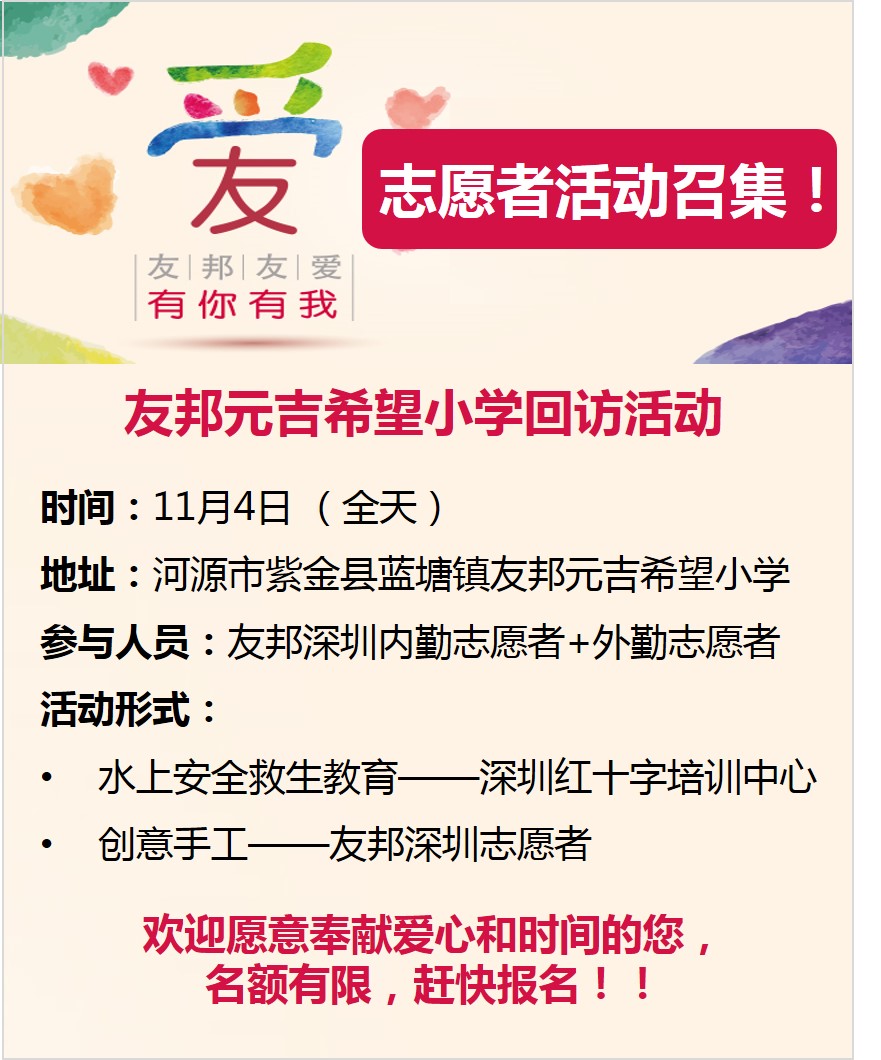 爱
友
友|邦|友|爱
有你有我
志愿者活动召集！
友邦元吉希望小学回访活动
时间：11月4日（全天）
地址：河源市紫金县蓝塘镇友邦元吉希望小学
参与人员：友邦深圳内勤志愿者+外勤志愿者
活动形式：
• 水上安全救生教育——深圳红十字培训中心
• 创意手工——友邦深圳志愿者
欢迎愿意奉献爱心和时间的您，
名额有限，赶快报名！！